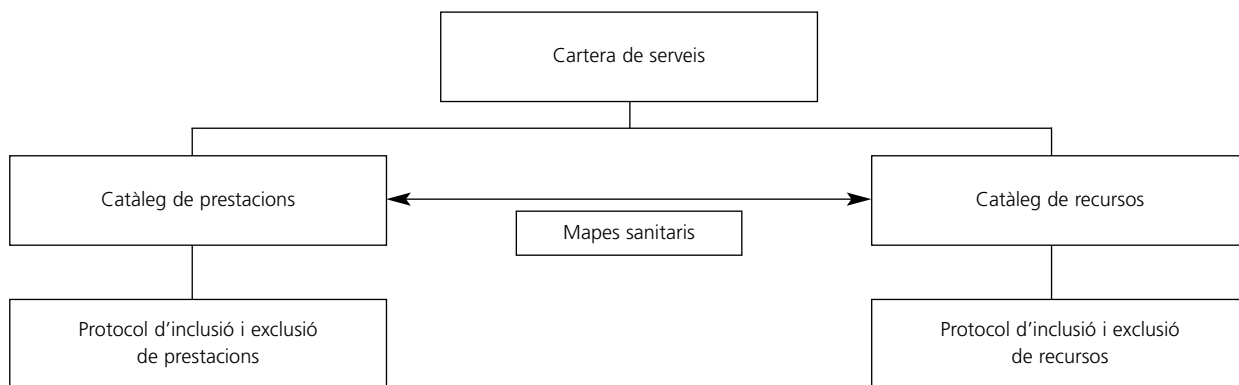 Cartera de serveis
Catàleg de prestacions
Catàleg de recursos
Mapes sanitaris
Protocol d'inclusió i exclusió
de prestacions
Protocol d'inclusió i exclusió
de recursos